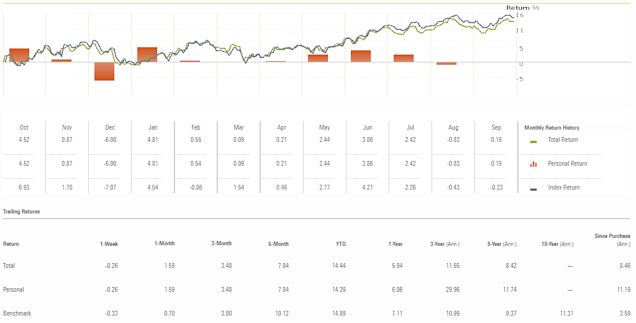 Return %
16
11
5
0
-5
Oct Nov Dec Jan Feb Mar Apr May Jun Jul Aug Sep Monthly Return History
4.52 0.87 -6.00 4.81 0.55 0.09 0.21 2.44 3.86 2.42 -0.83 0.19 Total Return
4.52 0.87 -6.00 4.81 0.54 0.09 0.21 2.44 3.86 2.42 -0.83 0.19 Personal Return
6.93 1.70 -7.07 4.54 -0.86 1.54 0.46 2.77 4.21 2.26 -0.43 -0.33 Index Return
Trailing Returns
Return 1-Week 1-Month 3-Month 6-Month YTD 1-Year 3-Year (Ann.) 5-Year (Ann.) 10-Year (Ann.) Since Purchase (Ann.)
Total -0.26 1.59 3.48 7.84 14.44 5.94 11.55 8.42 — 8.46
Personal -0.26 1.59 3.48 7.84 14.39 6.06 29.96 11.74 — 11.19
Benchmark -0.33 0.70 3.80 10.12 14.89 7.11 10.99 9.37 11.31 3.59